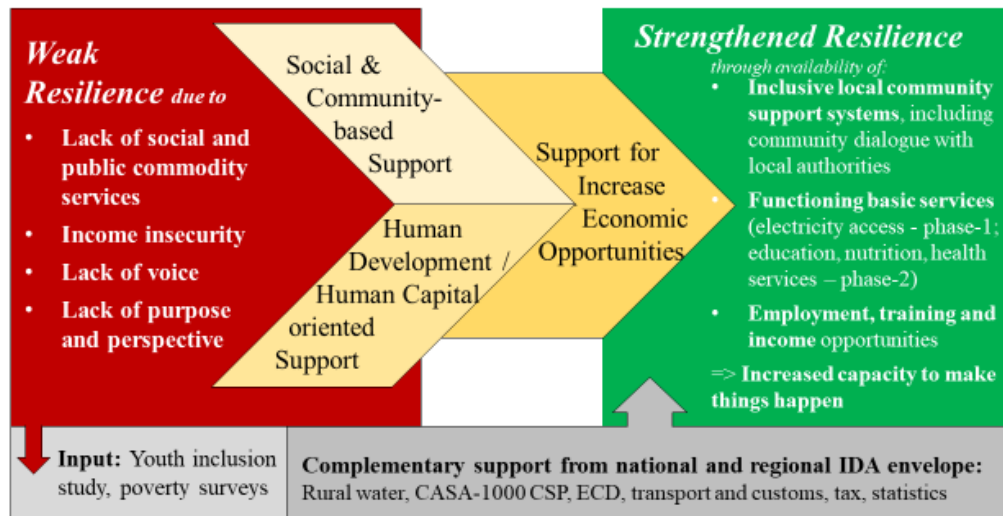 Weak
Resilience due to
• Lack of social and
public commodity
services
• Income insecurity
• Lack of voice
• Lack of purpose
and perspective
Social &
Community-
based
Support
Human
Development /
Human Capital
oriented
Support
Support for
Increase
Economic
Opportunities
Strengthened Resilience
through availability of:
• Inclusive local community
support systems, including
community dialogue with
local authorities
• Functioning basic services
(electricity access - phase-1;
education, nutrition, health
services – phase-2)
• Employment, training and
income opportunities
=> Increased capacity to make
things happen
Input: Youth inclusion
study, poverty surveys
Complementary support from national and regional IDA envelope:
Rural water, CASA-1000 CSP, ECD, transport and customs, tax, statistics